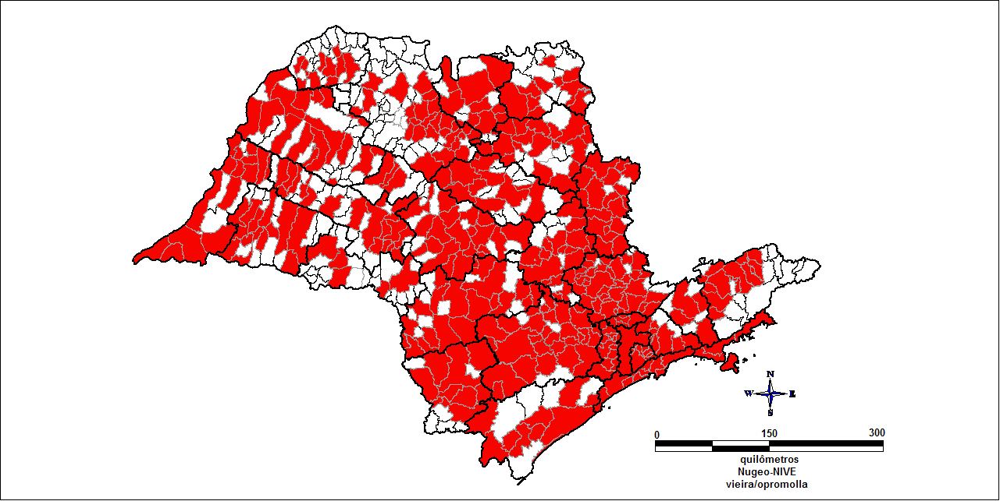 N
W E
S
0 150 300
quilômetros
Nugeo-NIVE
vieira/opromolla